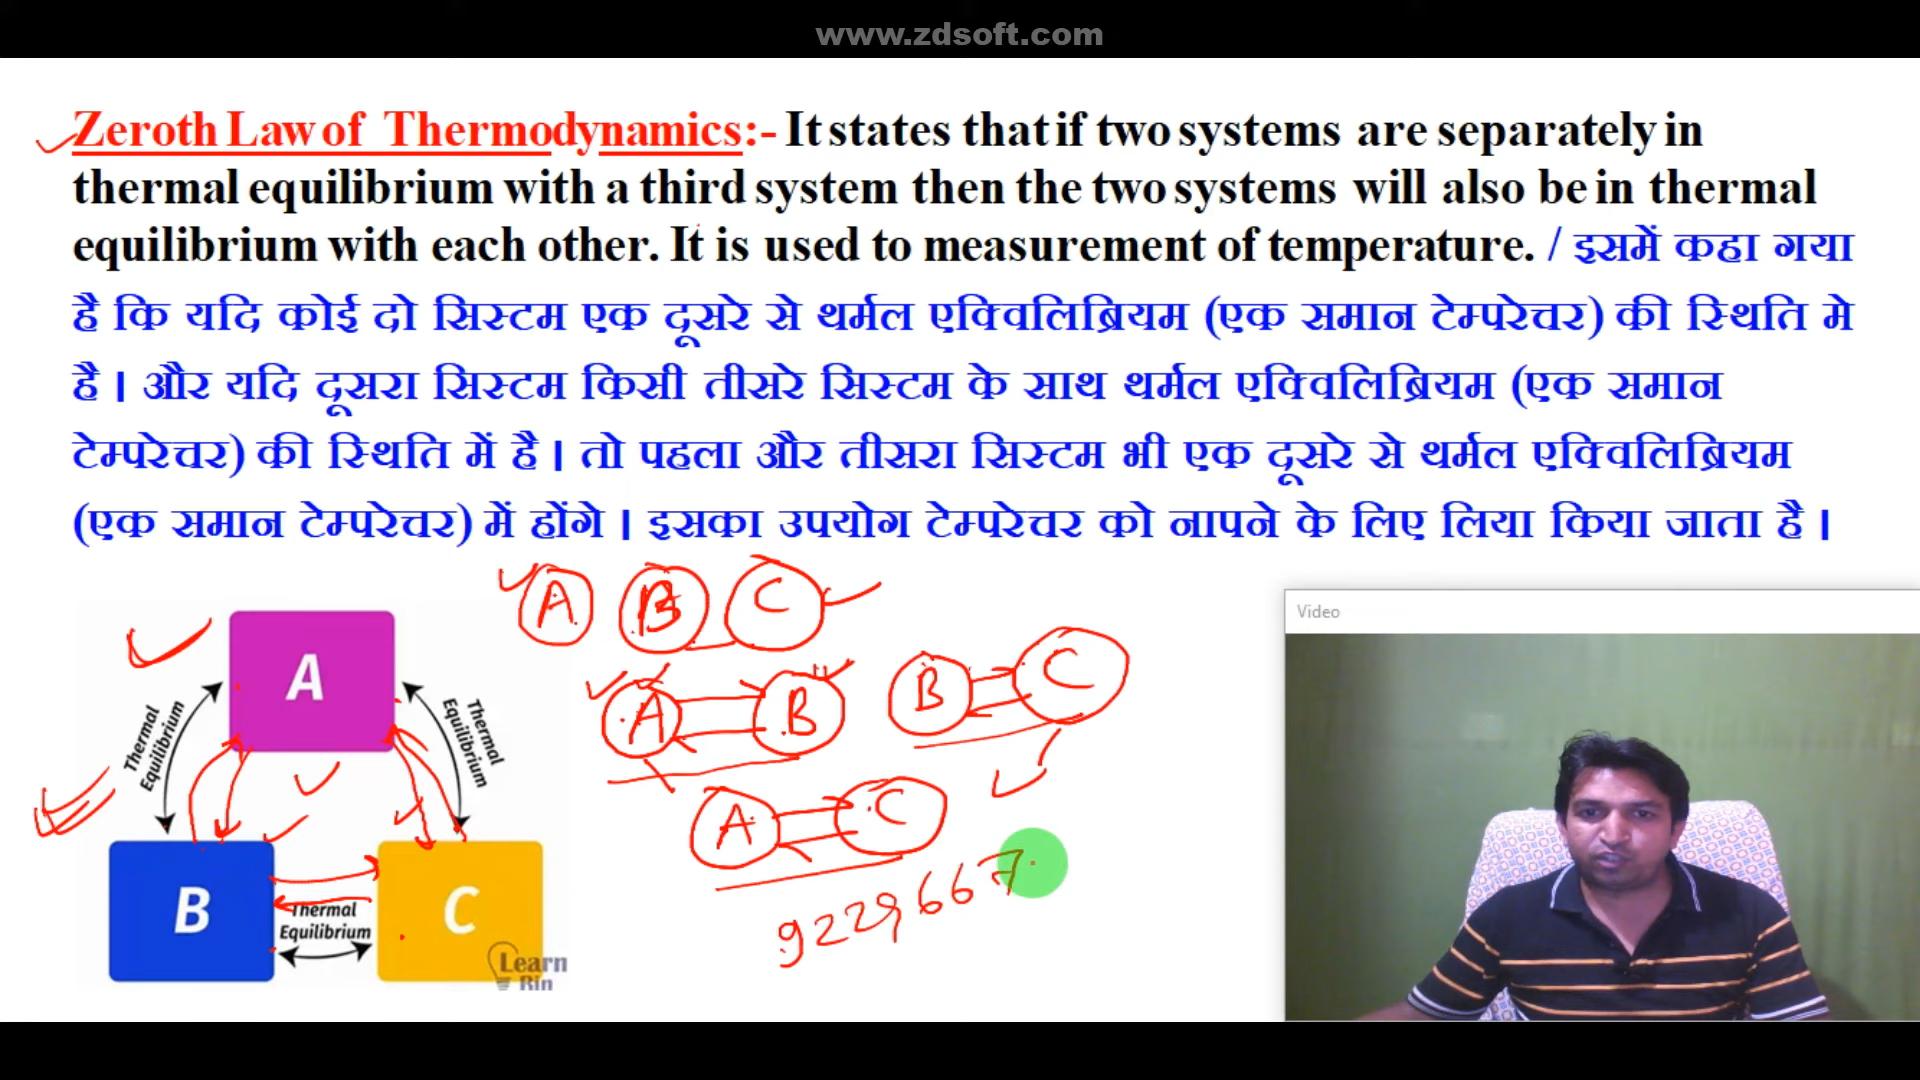 www.zdsoft.com
Zeroth Law of Thermodynamics:- It states that if two systems are separately in
thermal equilibrium with a third system then the two systems will also be in thermal
equilibrium with each other. It is used to measurement of temperature. / इसमें कहा गया
है कि यदि कोई दो सिस्टम एक दूसरे से थर्मल एक्विलिब्रियम (एक समान टेम्परेचर) की स्थिति मे
है । और यदि दूसरा सिस्टम किसी तीसरे सिस्टम के साथ थर्मल एक्विलिब्रियम (एक समान
टेम्परेचर) की स्थिति में है । तो पहला और तीसरा सिस्टम भी एक दूसरे से थर्मल एक्विलिब्रियम
(एक समान टेम्परेचर) में होंगे । इसका उपयोग टेम्परेचर को नापने के लिए लिया किया जाता है ।
A B C
A B
B C
A C
9229667
A
Thermal
Equilibrium
Thermal
Equilibrium
B
Thermal
Equilibrium
C
Learn
Rin
Video